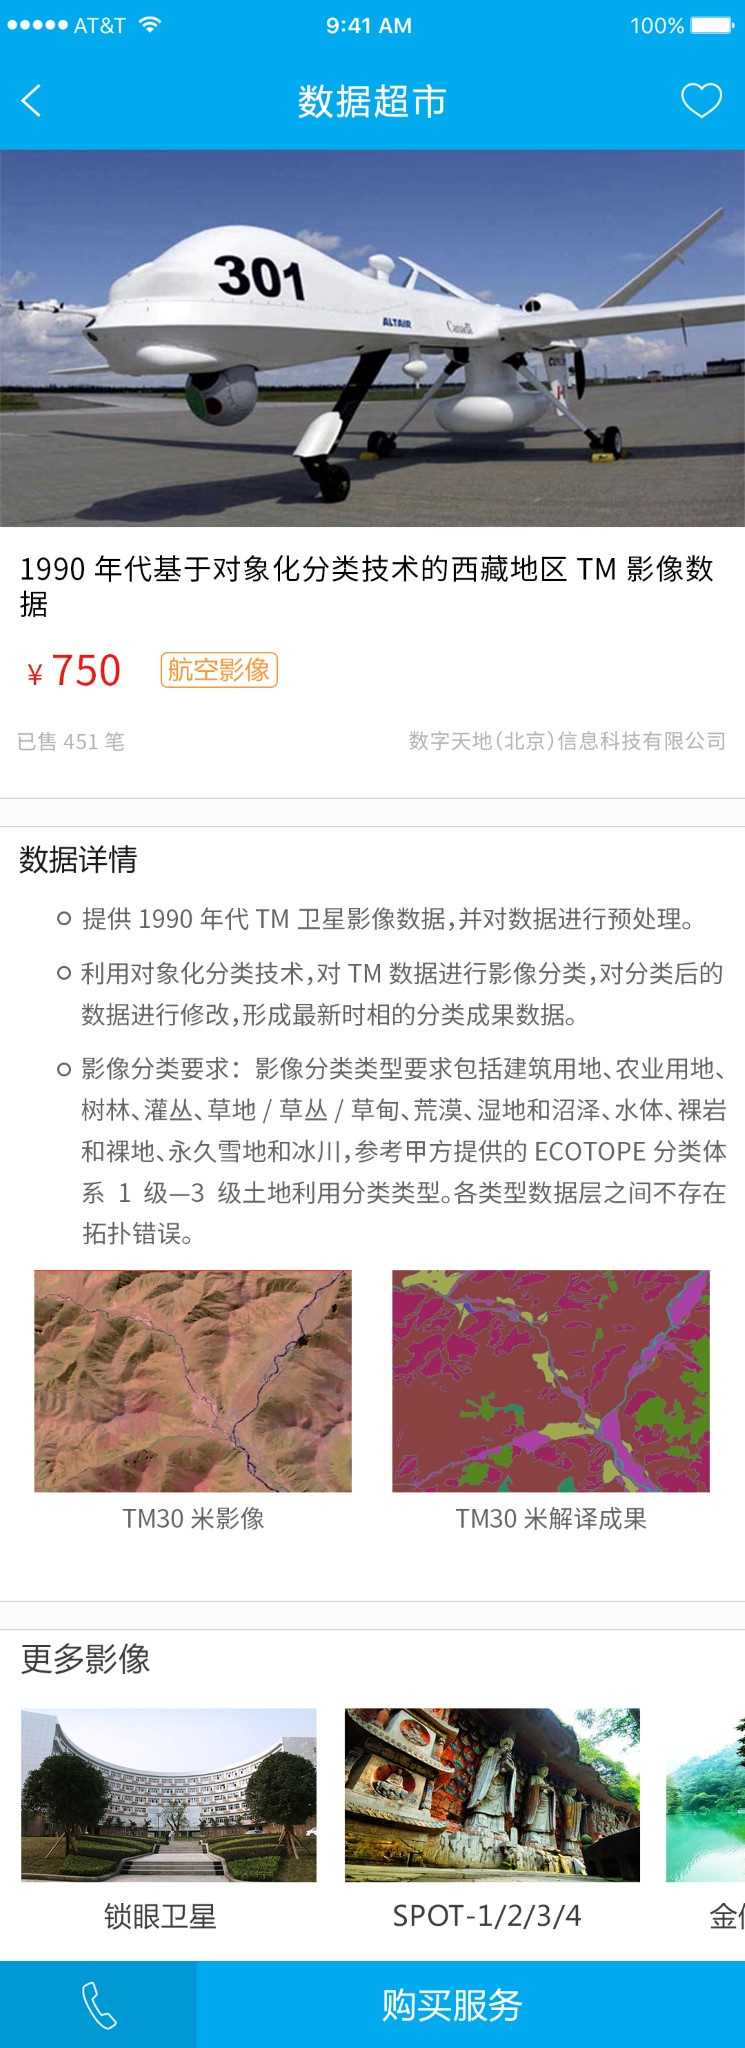 AT&T 9:41 AM 100%
数据超市
301
ALTAIR
Canada
1990 年代基于对象化分类技术的西藏地区 TM 影像数
据
¥ 750 航空影像
已售 451 笔 数字天地（北京）信息科技有限公司
数据详情
提供 1990 年代 TM 卫星影像数据，并对数据进行预处理。
利用对象化分类技术，对 TM 数据进行影像分类，对分类后的
数据进行修改，形成最新时相的分类成果数据。
影像分类要求：影像分类类型要求包括建筑用地、农业用地、
树林、灌丛、草地 / 草丛 / 草甸、荒漠、湿地和沼泽、水体、裸岩
和裸地、永久雪地和冰川，参考甲方提供的 ECOTOPE 分类体
系 1 级—3 级土地利用分类类型。各类型数据层之间不存在
拓扑错误。
TM30 米影像 TM30 米解译成果
更多影像
锁眼卫星 SPOT-1/2/3/4 金
购买服务